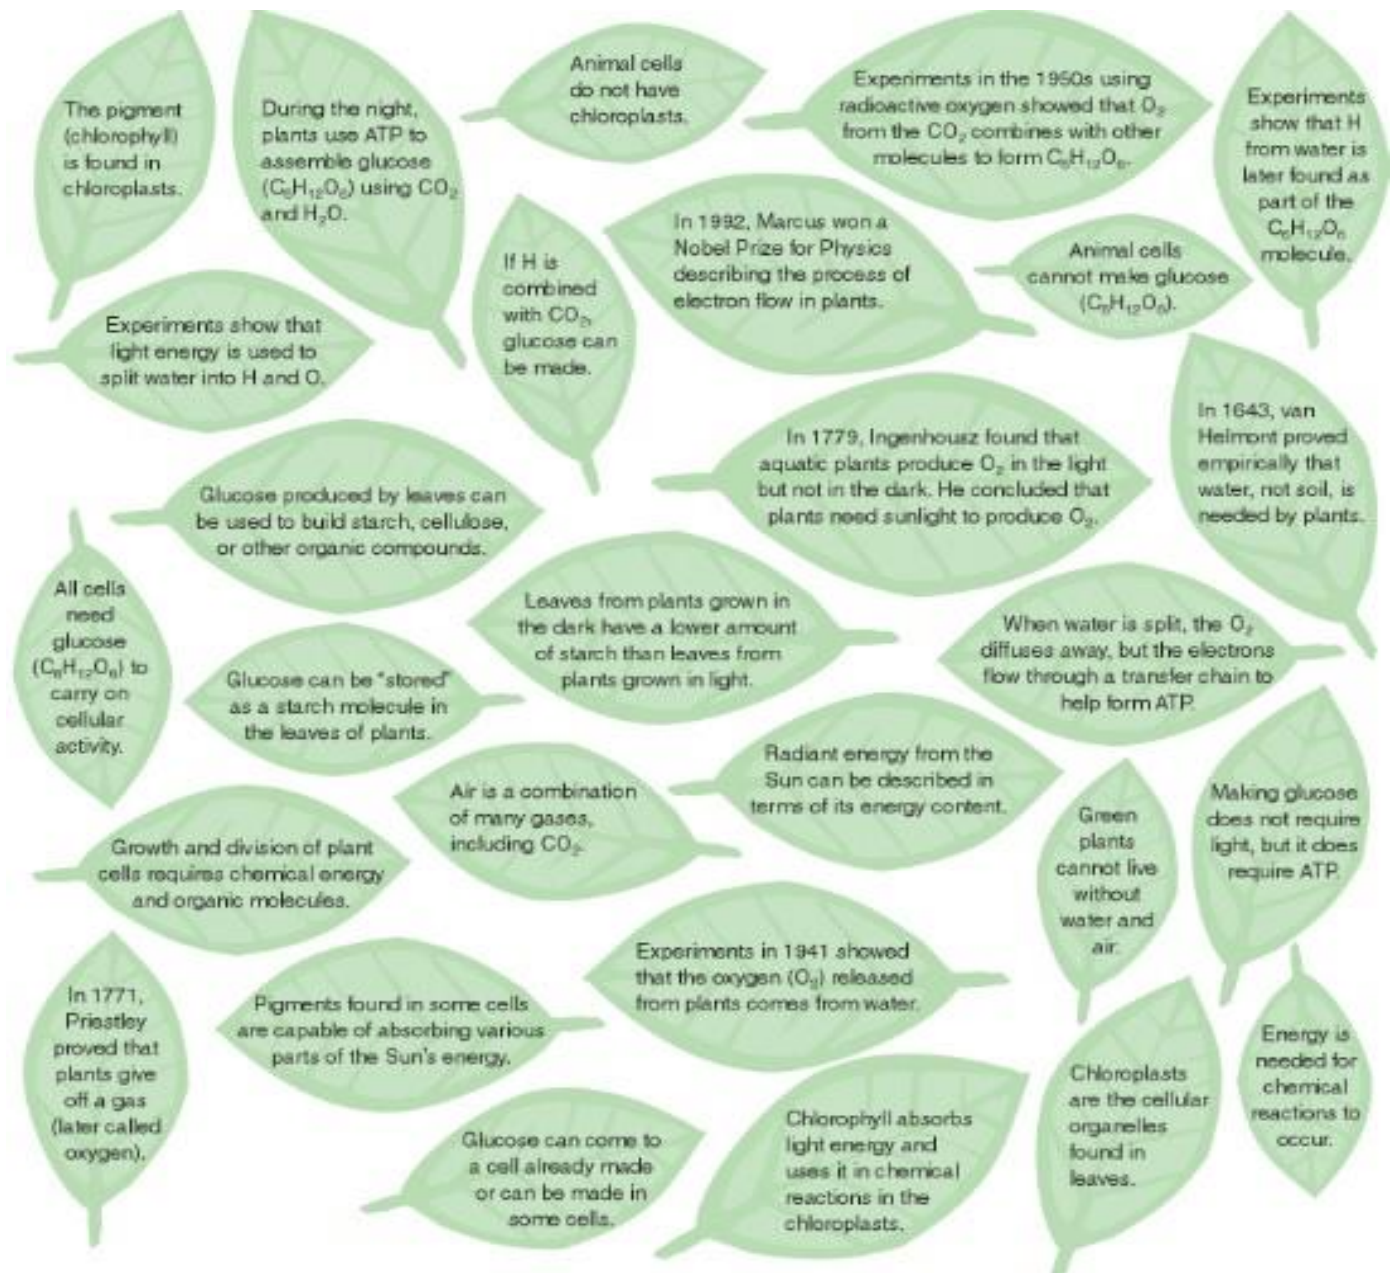 The pigment
(chlorophyll)
is found in
chloroplasts.
During the night,
plants use ATP to
assemble glucose
(C₆H₁₂O₆) using CO₂
and H₂O.
Animal cells
do not have
chloroplasts.
Experiments in the 1950s using
radioactive oxygen showed that O₂
from the CO₂ combines with other
molecules to form C₆H₁₂O₆.
Experiments
show that H
from water is
later found as
part of the
C₆H₁₂O₆
molecule.
If H is
combined
with CO₂,
glucose can
be made.
In 1992, Marcus won a
Nobel Prize for Physics
describing the process of
electron flow in plants.
Animal cells
cannot make glucose
(C₆H₁₂O₆).
Experiments show that
light energy is used to
split water into H and O.
In 1779, Ingenhousz found that
aquatic plants produce O₂ in the light
but not in the dark. He concluded that
plants need sunlight to produce O₂.
In 1643, van
Helmont proved
empirically that
water, not soil, is
needed by plants.
Glucose produced by leaves can
be used to build starch, cellulose,
or other organic compounds.
All cells
need
glucose
(C₆H₁₂O₆) to
carry on
cellular
activity.
Leaves from plants grown in
the dark have a lower amount
of starch than leaves from
plants grown in light.
When water is split, the O₂
diffuses away, but the electrons
flow through a transfer chain to
help form ATP.
Glucose can be "stored"
as a starch molecule in
the leaves of plants.
Radiant energy from the
Sun can be described in
terms of its energy content.
Air is a combination
of many gases,
including CO₂.
Green
plants
cannot live
without
water and
air.
Making glucose
does not require
light, but it does
require ATP.
Growth and division of plant
cells requires chemical energy
and organic molecules.
Experiments in 1941 showed
that the oxygen (O₂) released
from plants comes from water.
In 1771,
Priestley
proved that
plants give
off a gas
(later called
oxygen).
Pigments found in some cells
are capable of absorbing various
parts of the Sun's energy.
Chloroplasts
are the cellular
organelles
found in
leaves.
Energy is
needed for
chemical
reactions to
occur.
Glucose can come to
a cell already made
or can be made in
some cells.
Chlorophyll absorbs
light energy and
uses it in chemical
reactions in the
chloroplasts.